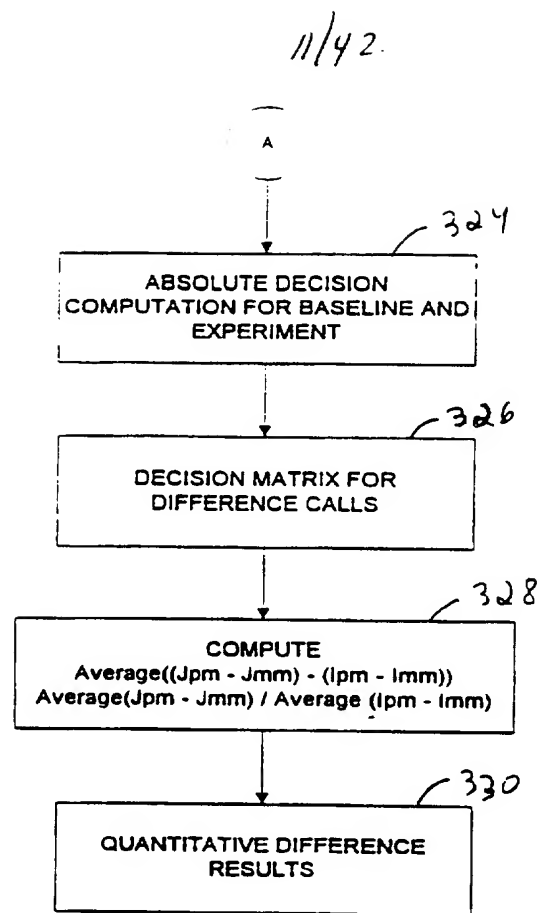 11/42.
A
324
ABSOLUTE DECISION
COMPUTATION FOR BASELINE AND
EXPERIMENT
326
DECISION MATRIX FOR
DIFFERENCE CALLS
328
COMPUTE
Average((Jpm - Jmm) - (Ipm - Imm))
Average(Jpm - Jmm) / Average (Ipm - Imm)
330
QUANTITATIVE DIFFERENCE
RESULTS